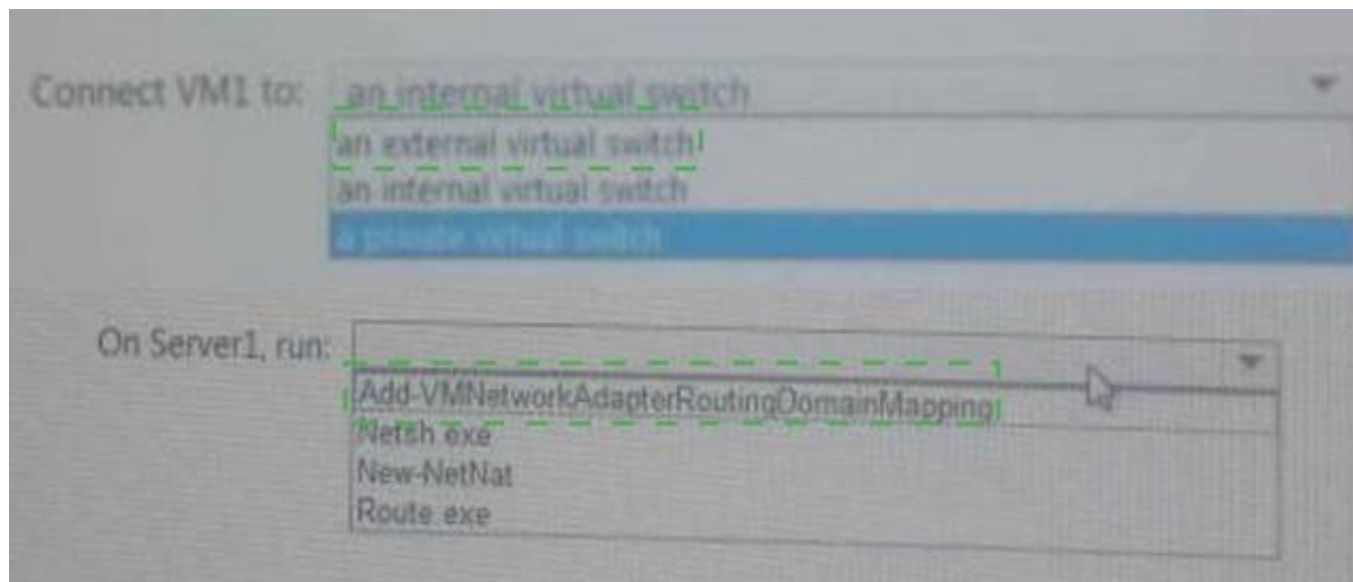 Connect VM1 to: an internal virtual switch
an external virtual switch
an internal virtual switch
a private virtual switch
On Server1, run:
Add-VMNetworkAdapterRoutingDomainMapping
Netsh exe
New-NetNat
Route exe